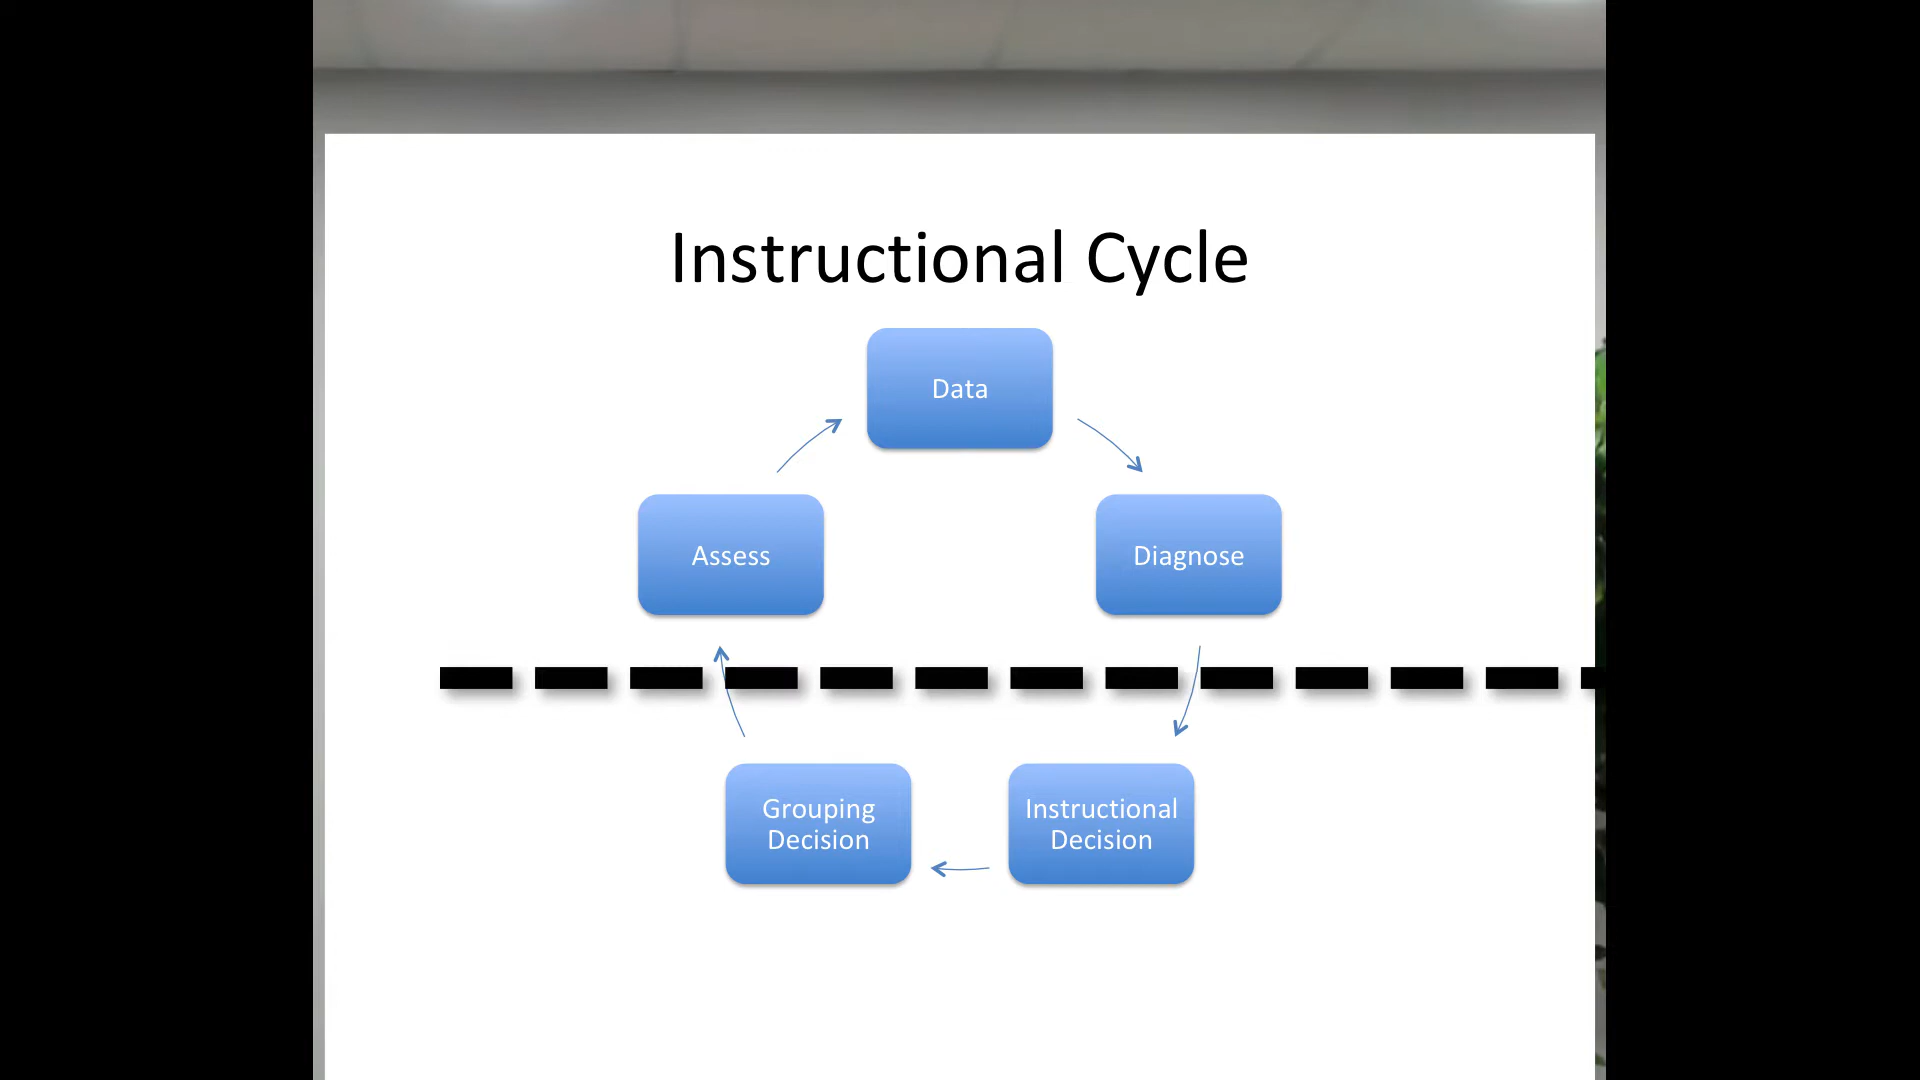 Instructional Cycle
Data
Assess
Diagnose
Grouping
Decision
Instructional
Decision